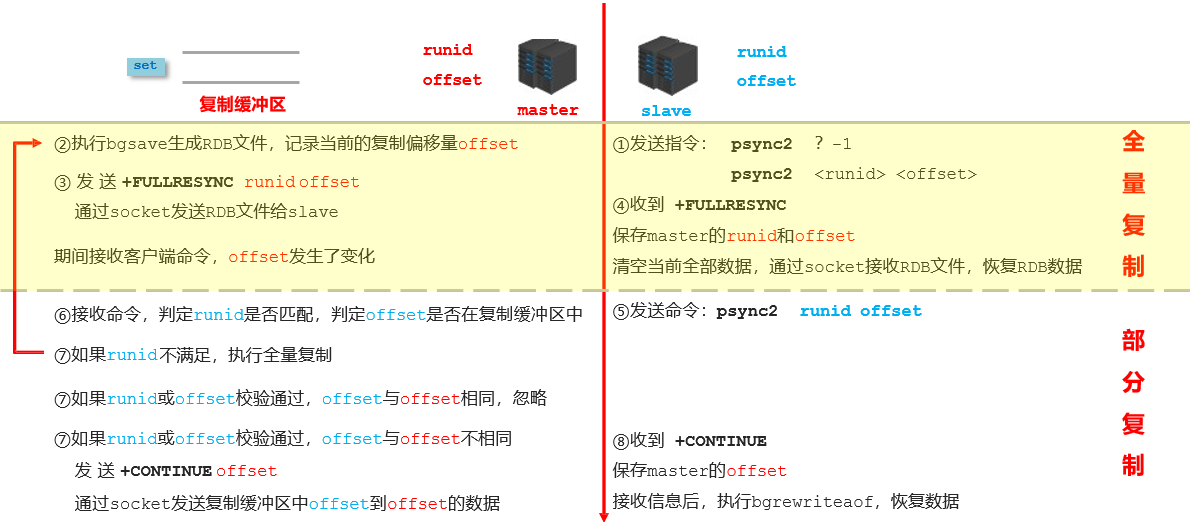 set
复制缓冲区
runid
offset
master
slave
runid
offset
②执行bgsave生成RDB文件，记录当前的复制偏移量offset
③ 发 送 +FULLRESYNC runid offset
通过socket发送RDB文件给slave
期间接收客户端命令，offset发生了变化
①发送指令： psync2 ? -1
psync2 <runid> <offset>
④收到 +FULLRESYNC
保存master的runid和offset
清空当前全部数据，通过socket接收RDB文件，恢复RDB数据
全
量
复
制
⑥接收命令，判定runid是否匹配，判定offset是否在复制缓冲区中
⑦如果runid不满足，执行全量复制
⑦如果runid或offset校验通过，offset与offset相同，忽略
⑦如果runid或offset校验通过，offset与offset不相同
发 送 +CONTINUE offset
通过socket发送复制缓冲区中offset到offset的数据
⑤发送命令：psync2 runid offset
⑧收到 +CONTINUE
保存master的offset
接收信息后，执行bgrewriteaof，恢复数据
部
分
复
制